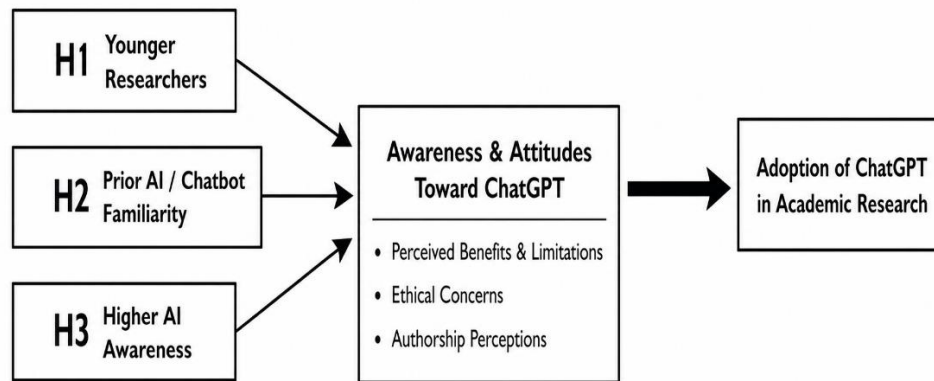 H1 Younger
Researchers
H2 Prior AI / Chatbot
Familiarity
H3 Higher AI
Awareness
Awareness & Attitudes
Toward ChatGPT
• Perceived Benefits & Limitations
• Ethical Concerns
• Authorship Perceptions
Adoption of ChatGPT
in Academic Research